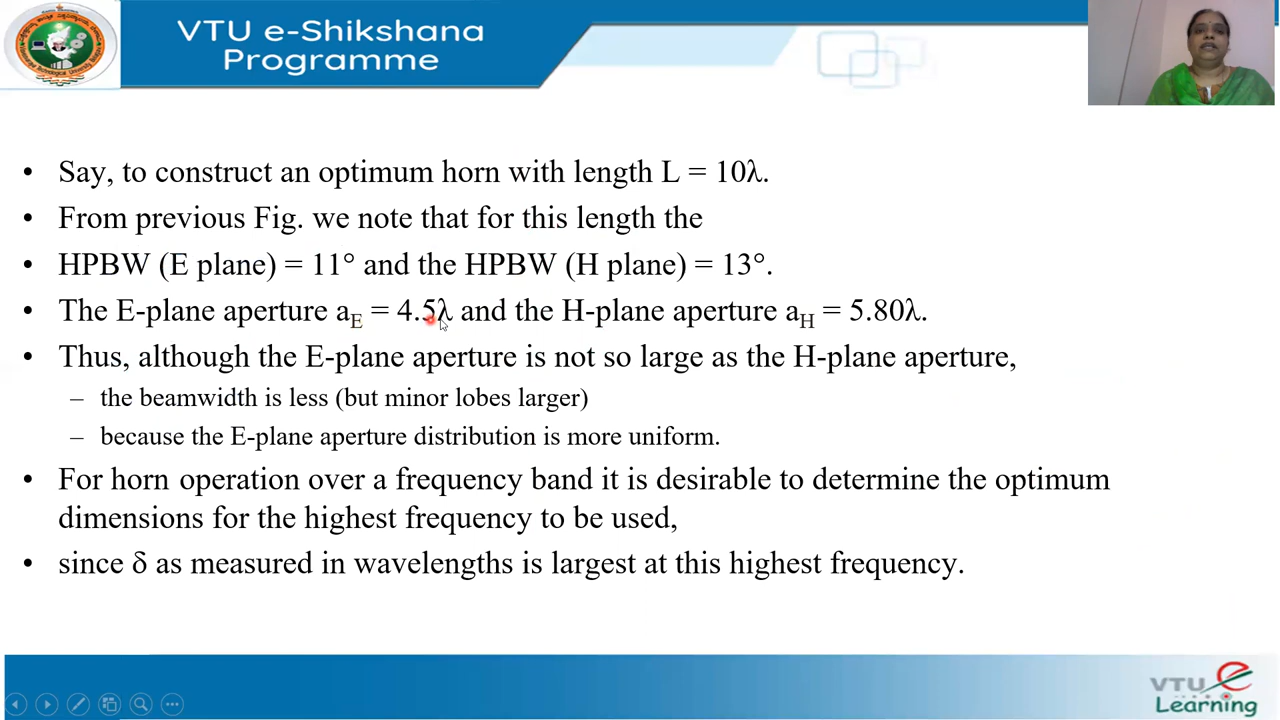 VTU e-Shikshana
Programme
• Say, to construct an optimum horn with length L = 10λ.
• From previous Fig. we note that for this length the
• HPBW (E plane) = 11° and the HPBW (H plane) = 13°.
• The E-plane aperture aE = 4.5λ and the H-plane aperture aH = 5.80λ.
• Thus, although the E-plane aperture is not so large as the H-plane aperture,
– the beamwidth is less (but minor lobes larger)
– because the E-plane aperture distribution is more uniform.
• For horn operation over a frequency band it is desirable to determine the optimum
dimensions for the highest frequency to be used,
• since δ as measured in wavelengths is largest at this highest frequency.
VTU e
Learning